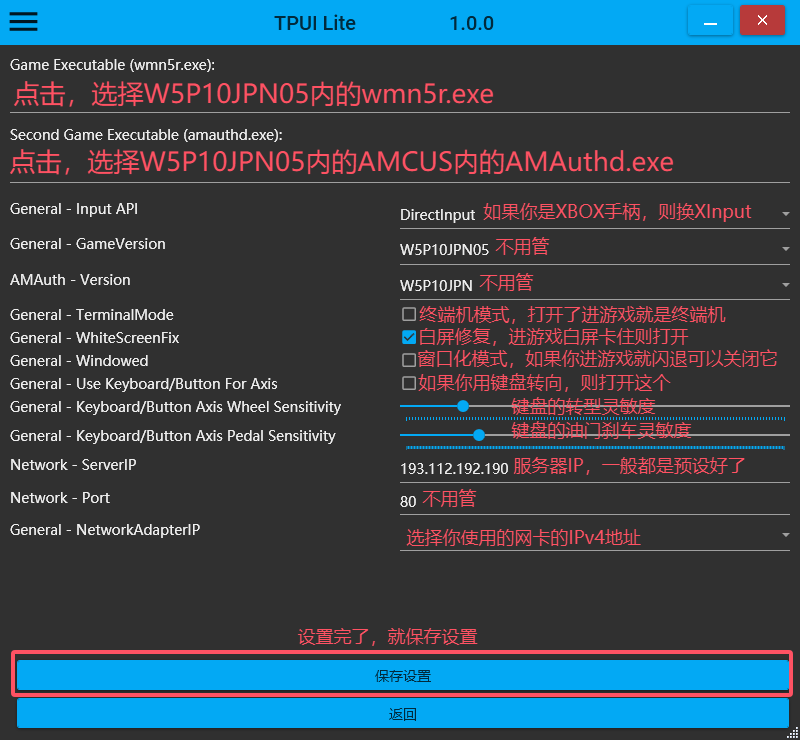 TPUI Lite 1.0.0
Game Executable (wmn5r.exe):
点击，选择W5P10JPN05内的wmn5r.exe
Second Game Executable (amauthd.exe):
点击，选择W5P10JPN05内的AMCUS内的AMAuthd.exe
General - Input API DirectInput 如果你是XBOX手柄，则换XInput
General - GameVersion W5P10JPN05 不用管
AMAuth - Version W5P10JPN 不用管
General - TerminalMode 终端机模式，打开了进游戏就是终端机
General - WhiteScreenFix 白屏修复，进游戏白屏卡住则打开
General - Windowed 窗口化模式，如果你进游戏就闪退可以关闭它
General - Use Keyboard/Button For Axis 如果你用键盘转向，则打开这个
General - Keyboard/Button Axis Wheel Sensitivity 键盘的转型灵敏度
General - Keyboard/Button Axis Pedal Sensitivity 键盘的油门刹车灵敏度
Network - ServerIP 193.112.192.190 服务器IP，一般都是预设好了
Network - Port 80 不用管
General - NetworkAdapterIP 选择你使用的网卡的IPv4地址
设置完了，就保存设置
保存设置
返回